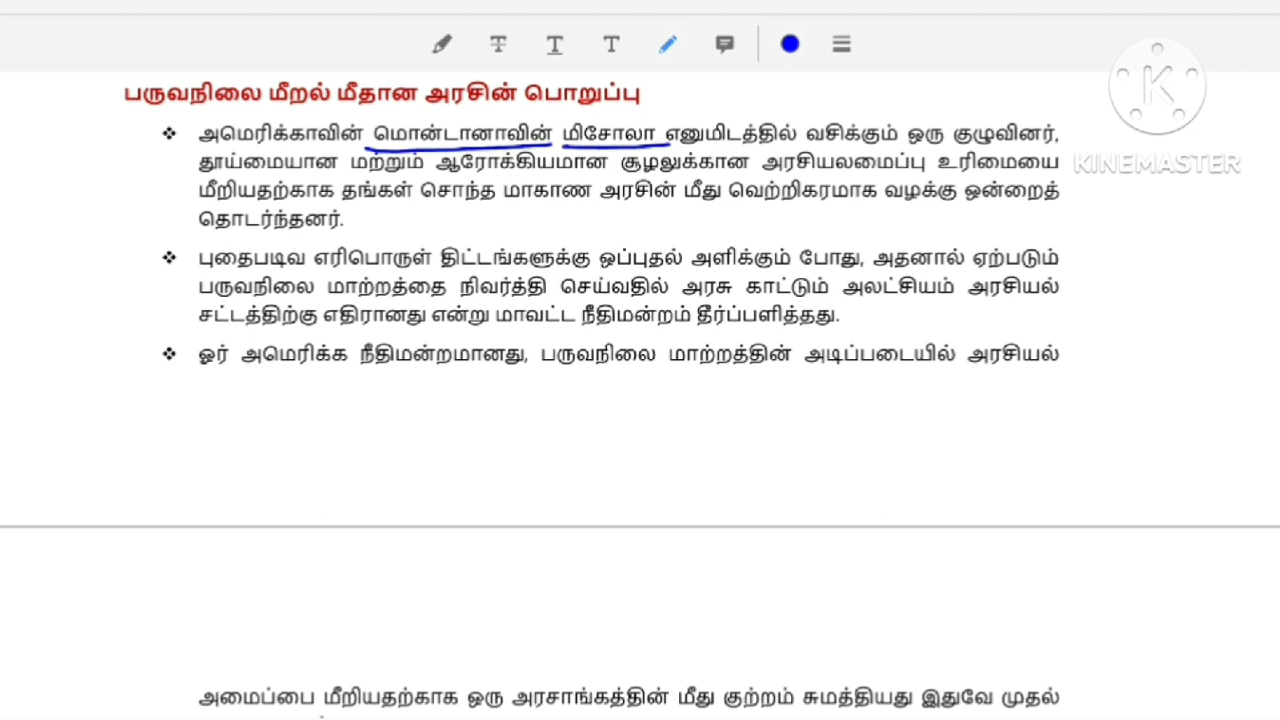 பருவநிலை மீறல் மீதான அரசின் பொறுப்பு
❖ அமெரிக்காவின் மொன்டானாவின் மிசோலா எனுமிடத்தில் வசிக்கும் ஒரு குழுவினர்,
தூய்மையான மற்றும் ஆரோக்கியமான சூழலுக்கான அரசியலமைப்பு உரிமையை
மீறியதற்காக தங்கள் சொந்த மாகாண அரசின் மீது வெற்றிகரமாக வழக்கு ஒன்றைத்
தொடர்ந்தனர்.
❖ புதைபடிவ எரிபொருள் திட்டங்களுக்கு ஒப்புதல் அளிக்கும் போது, அதனால் ஏற்படும்
பருவநிலை மாற்றத்தை நிவர்த்தி செய்வதில் அரசு காட்டும் அலட்சியம் அரசியல்
சட்டத்திற்கு எதிரானது என்று மாவட்ட நீதிமன்றம் தீர்ப்பளித்தது.
❖ ஓர் அமெரிக்க நீதிமன்றமானது, பருவநிலை மாற்றத்தின் அடிப்படையில் அரசியல்
அமைப்பை மீறியதற்காக ஒரு அரசாங்கத்தின் மீது குற்றம் சுமத்தியது இதுவே முதல்
K
KINEMASTER